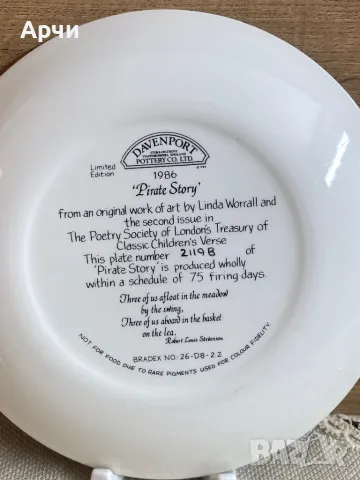 Арчи
DAVENPORT
POTTERY CO. LTD.
Limited
Edition
1986
'Pirate Story'
from an original work of art by Linda Worrall and
the second issue in
The Poetry Society of London's Treasury of
Classic Children's Verse
This plate number 2119B of
'Pirate Story' is produced wholly
within a schedule of 75 firing days.
Three of us afloat in the meadow
by the swing,
Three of us aboard in the basket
on the lea.
Robert Louis Stevenson
NOT FOR FOOD DUE TO RARE PIGMENTS USED FOR COLOUR FIDELITY.
BRADEX NO: 26-D8-2.2
BAZAR